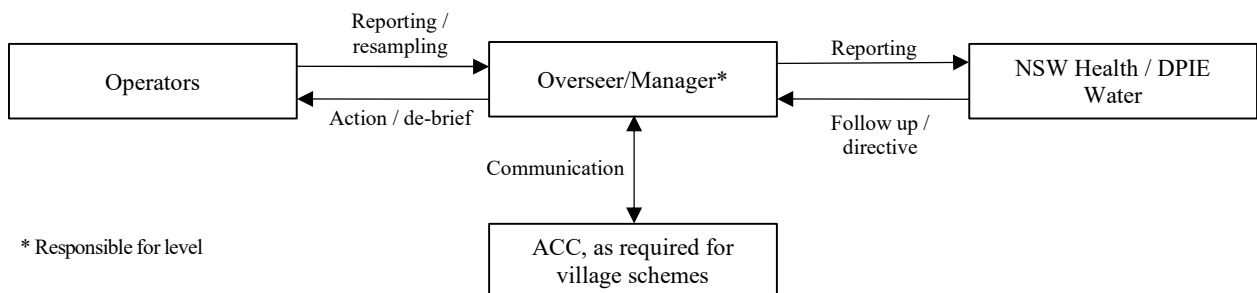 Reporting /
resampling
Reporting
Operators
Overseer/Manager*
NSW Health / DPIE
Water
Action / de-brief
Follow up /
directive
Communication
* Responsible for level
ACC, as required for
village schemes